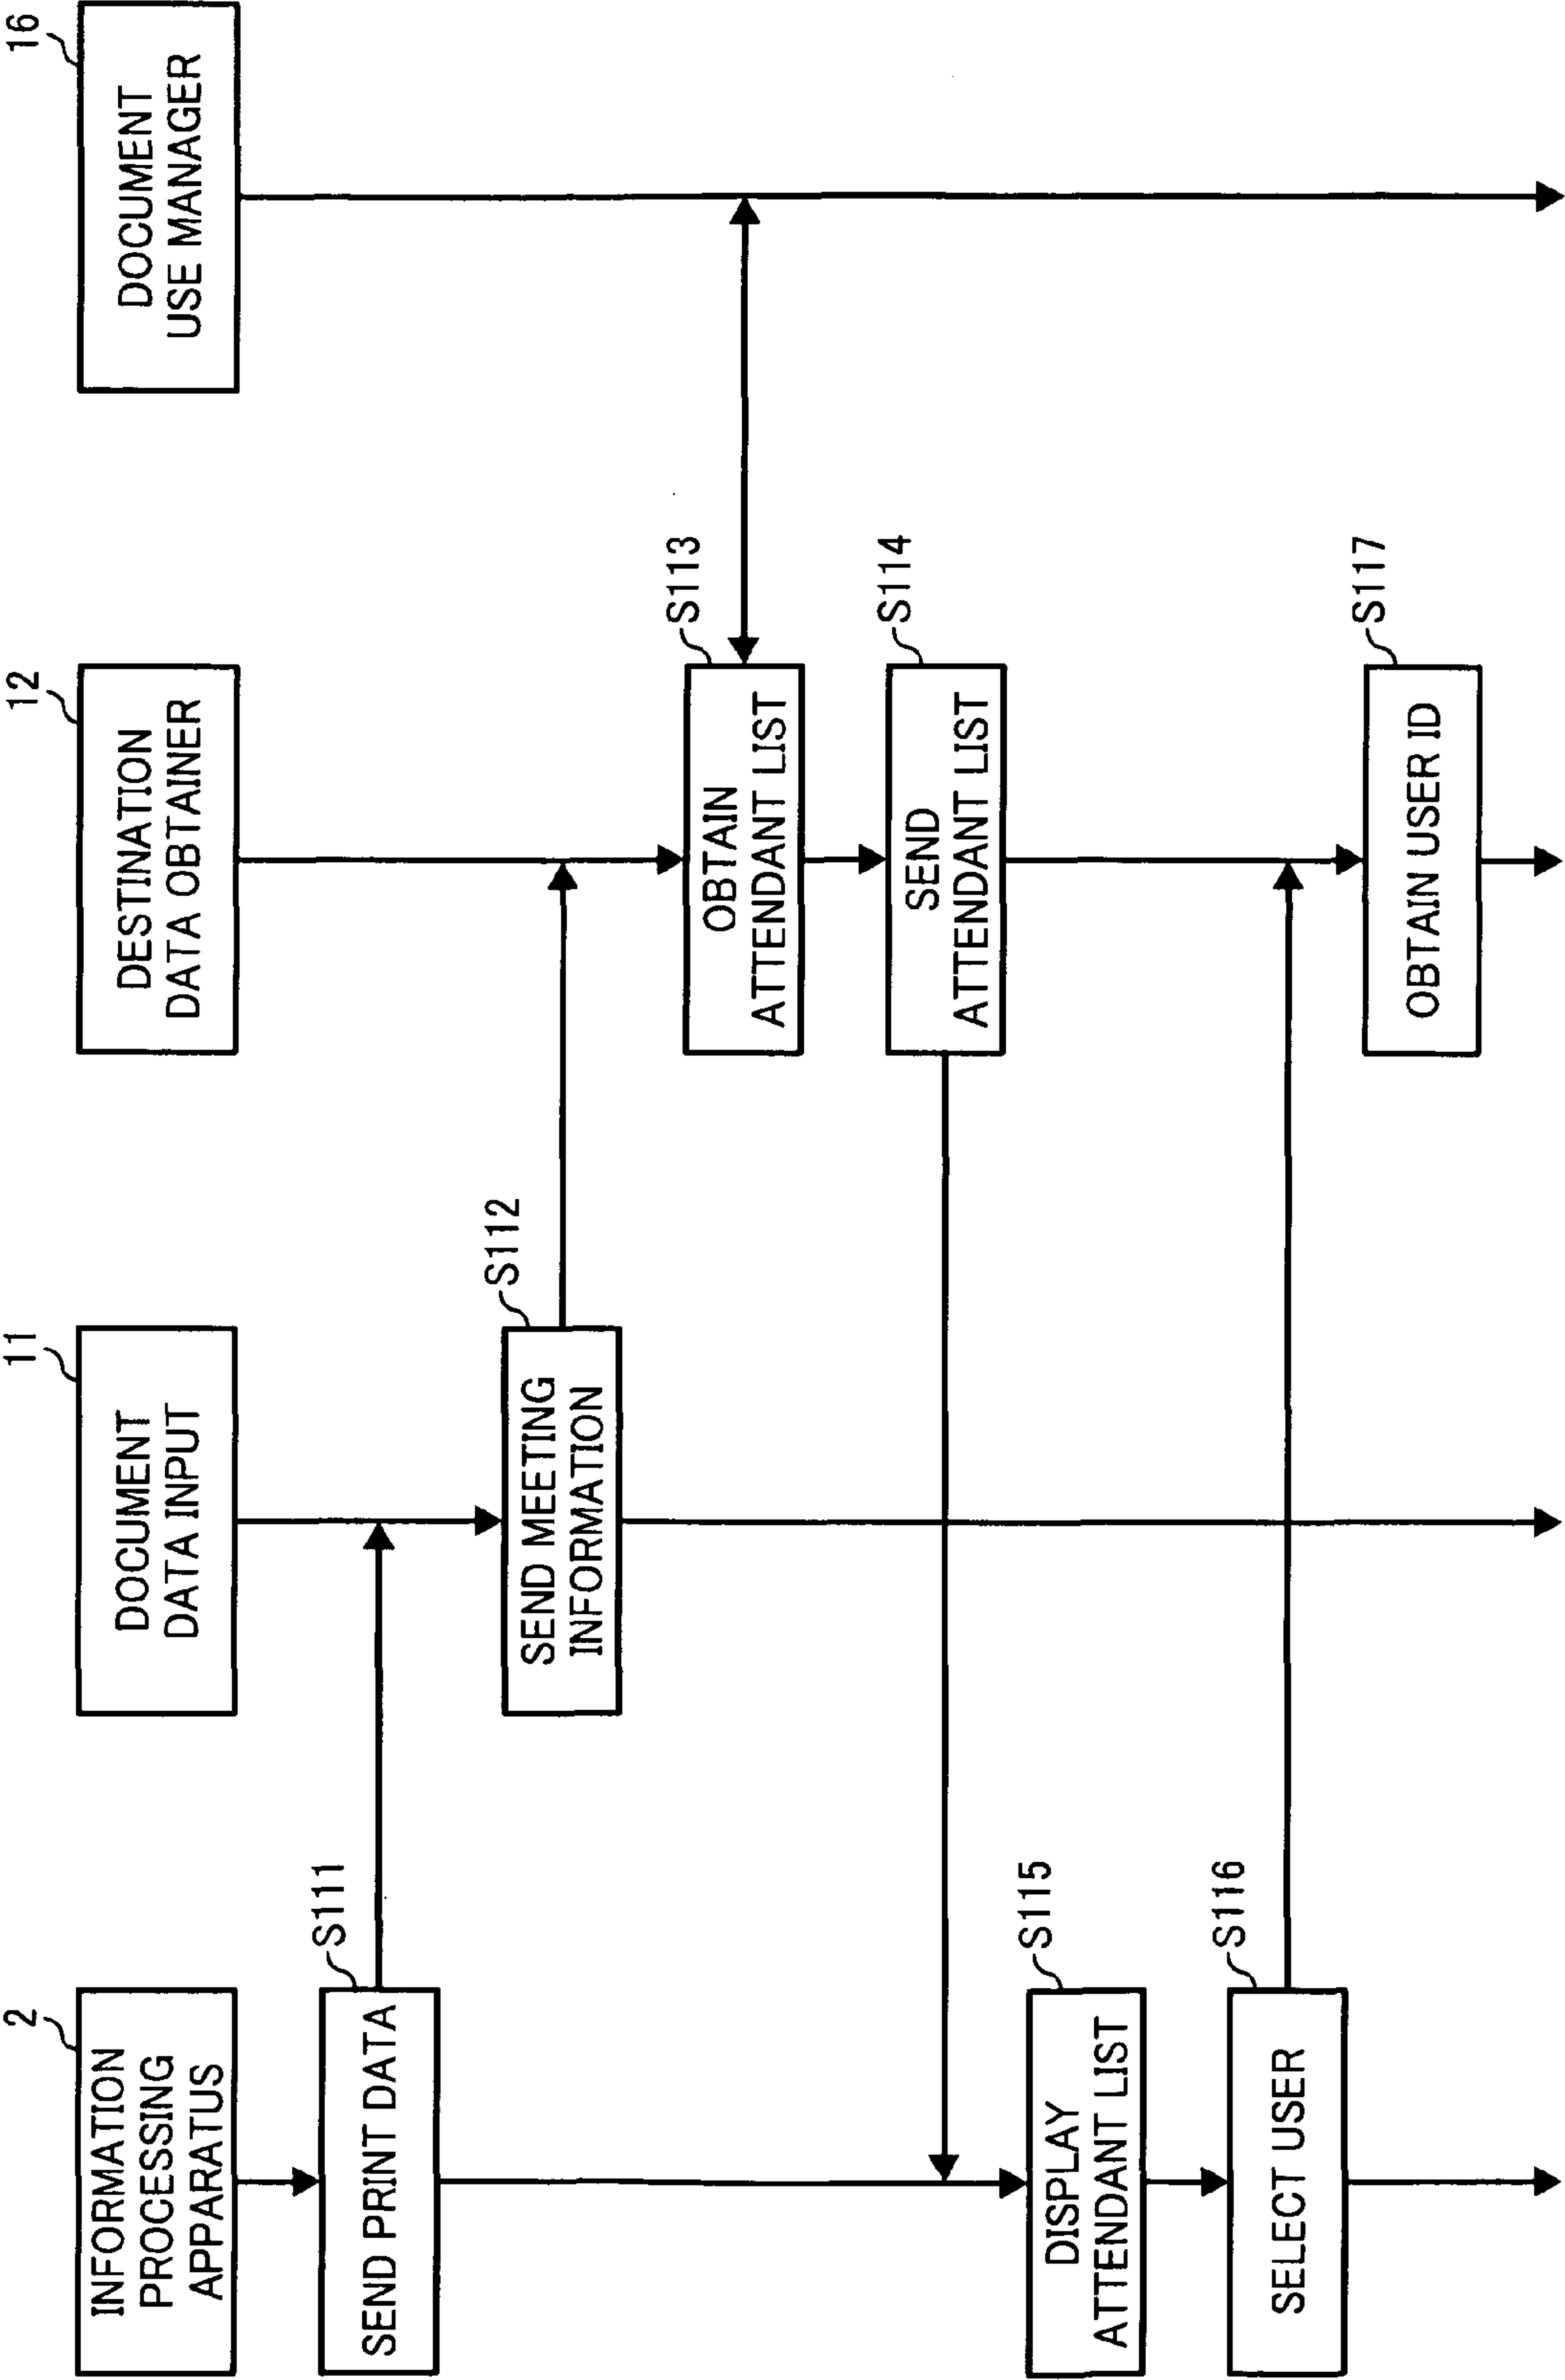 2
INFORMATION
PROCESSING
APPARATUS
11
DOCUMENT
DATA INPUT
12
DESTINATION
DATA OBTAINER
16
DOCUMENT
USE MANAGER
S111
SEND PRINT DATA
S112
SEND MEETING
INFORMATION
S113
OBTAIN
ATTENDANT LIST
S114
SEND
ATTENDANT LIST
S115
DISPLAY
ATTENDANT LIST
S116
SELECT USER
S117
OBTAIN USER ID